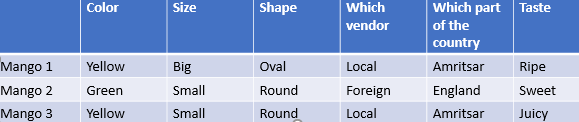 Color Size Shape Which vendor Which part of the country Taste
Mango 1 Yellow Big Oval Local Amritsar Ripe
Mango 2 Green Small Round Foreign England Sweet
Mango 3 Yellow Small Round Local Amritsar Juicy